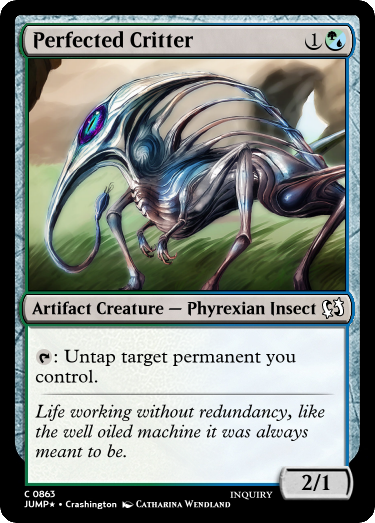 Perfected Critter 1
Artifact Creature — Phyrexian Insect
: Untap target permanent you
control.
Life working without redundancy, like
the well oiled machine it was always
meant to be.
2/1
C 0863 INQUIRY
JUMP★ • Crashington Catharina Wendland